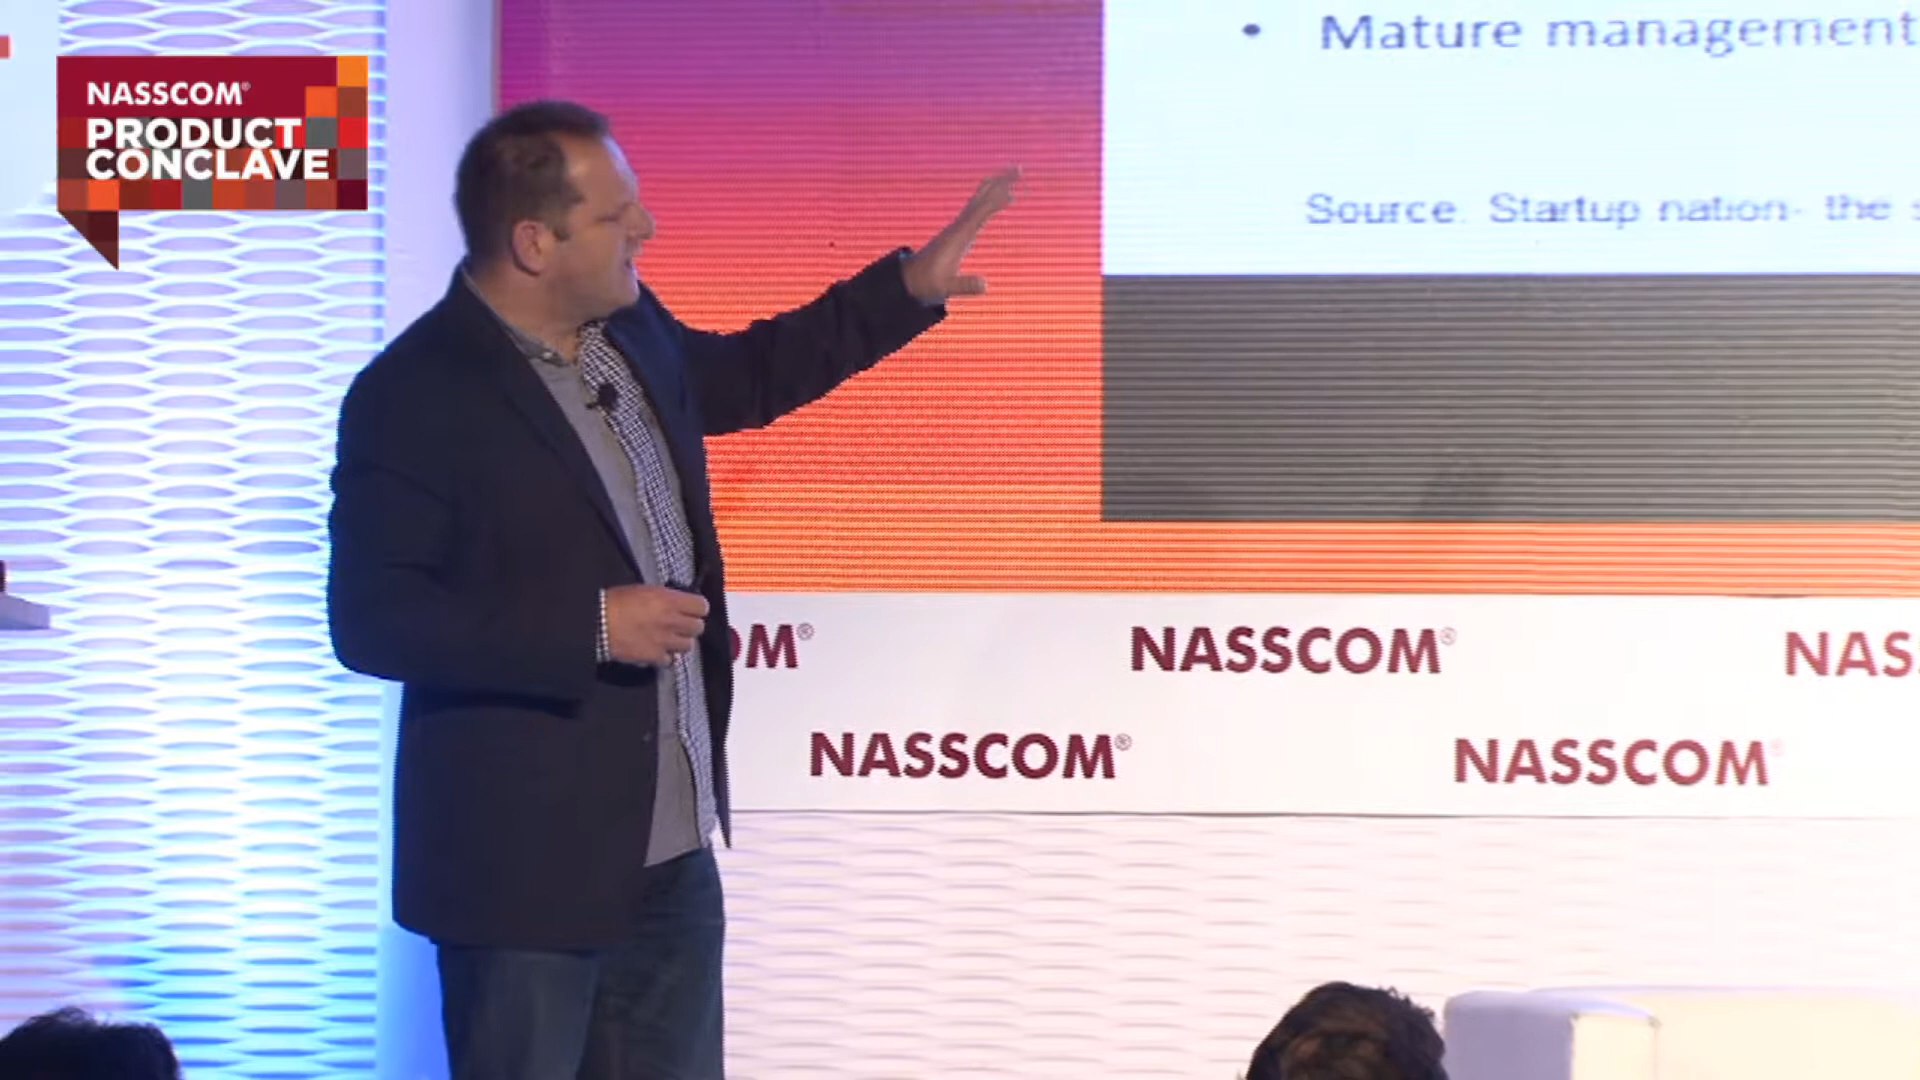 NASSCOM®
PRODUCT
CONCLAVE
• Mature management
Source. Startup nation- the
OM®
NASSCOM®
NAS
NASSCOM®
NASSCOM®